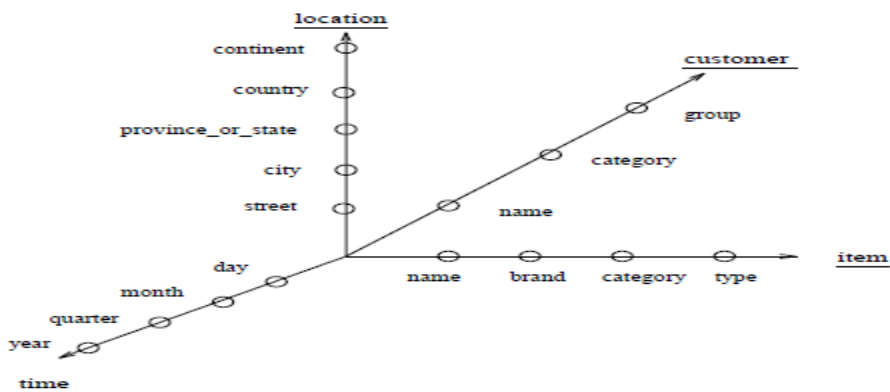 location
continent
customer
country
group
province_or_state
category
city
street
name
day
item
name brand category type
month
quarter
year
time